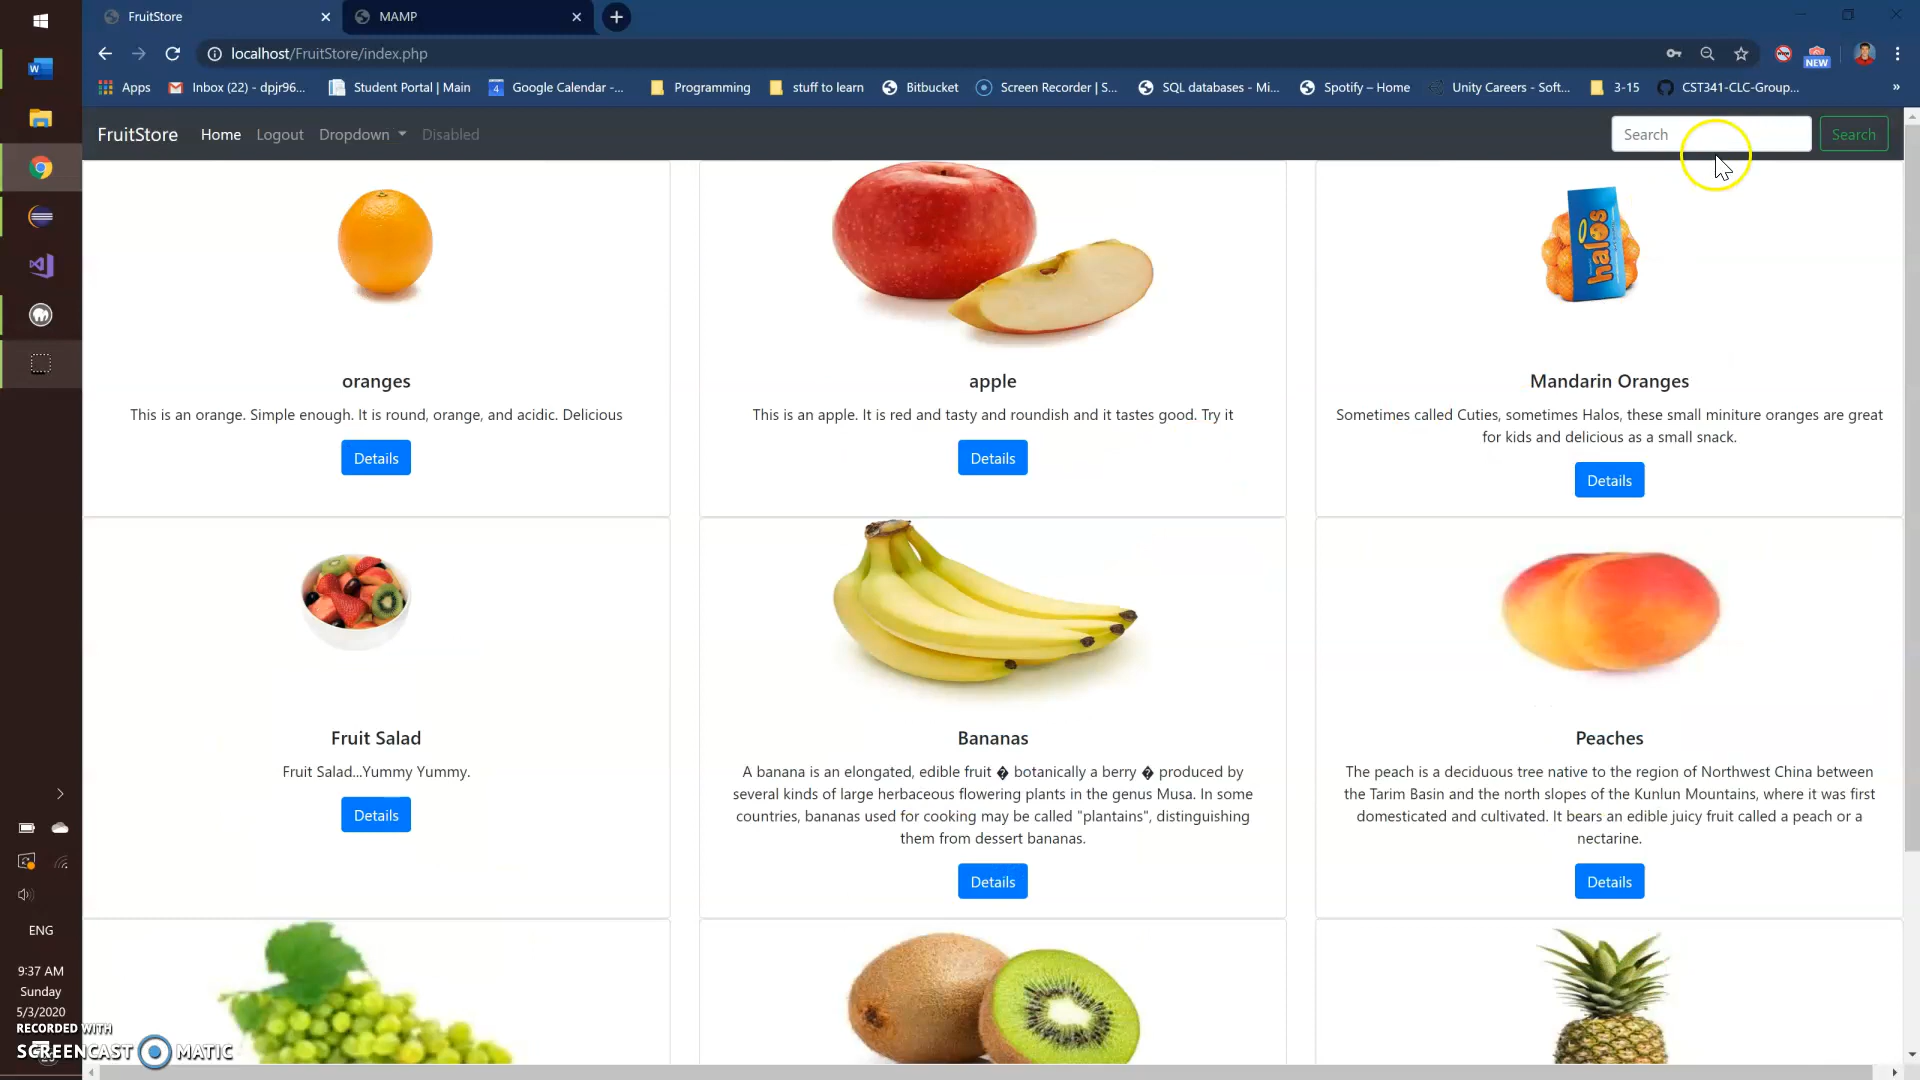 FruitStore
MAMP
localhost/FruitStore/index.php
NEW
Apps
Inbox (22) - dpjr96...
Student Portal | Main
4
Google Calendar -...
Programming
stuff to learn
Bitbucket
Screen Recorder | S...
SQL databases - Mi...
Spotify – Home
Unity Careers - Soft...
3-15
CST341-CLC-Group...
»
FruitStore
Home
Logout
Dropdown
Disabled
Search
Search
halos
oranges
This is an orange. Simple enough. It is round, orange, and acidic. Delicious
Details
apple
This is an apple. It is red and tasty and roundish and it tastes good. Try it
Details
Mandarin Oranges
Sometimes called Cuties, sometimes Halos, these small miniture oranges are great
for kids and delicious as a small snack.
Details
Fruit Salad
Fruit Salad...Yummy Yummy.
Details
Bananas
A banana is an elongated, edible fruit � botanically a berry � produced by
several kinds of large herbaceous flowering plants in the genus Musa. In some
countries, bananas used for cooking may be called "plantains", distinguishing
them from dessert bananas.
Details
Peaches
The peach is a deciduous tree native to the region of Northwest China between
the Tarim Basin and the north slopes of the Kunlun Mountains, where it was first
domesticated and cultivated. It bears an edible juicy fruit called a peach or a
nectarine.
Details
W
ENG
9:37 AM
Sunday
5/3/2020
RECORDED WITH
SCREENCAST MATIC